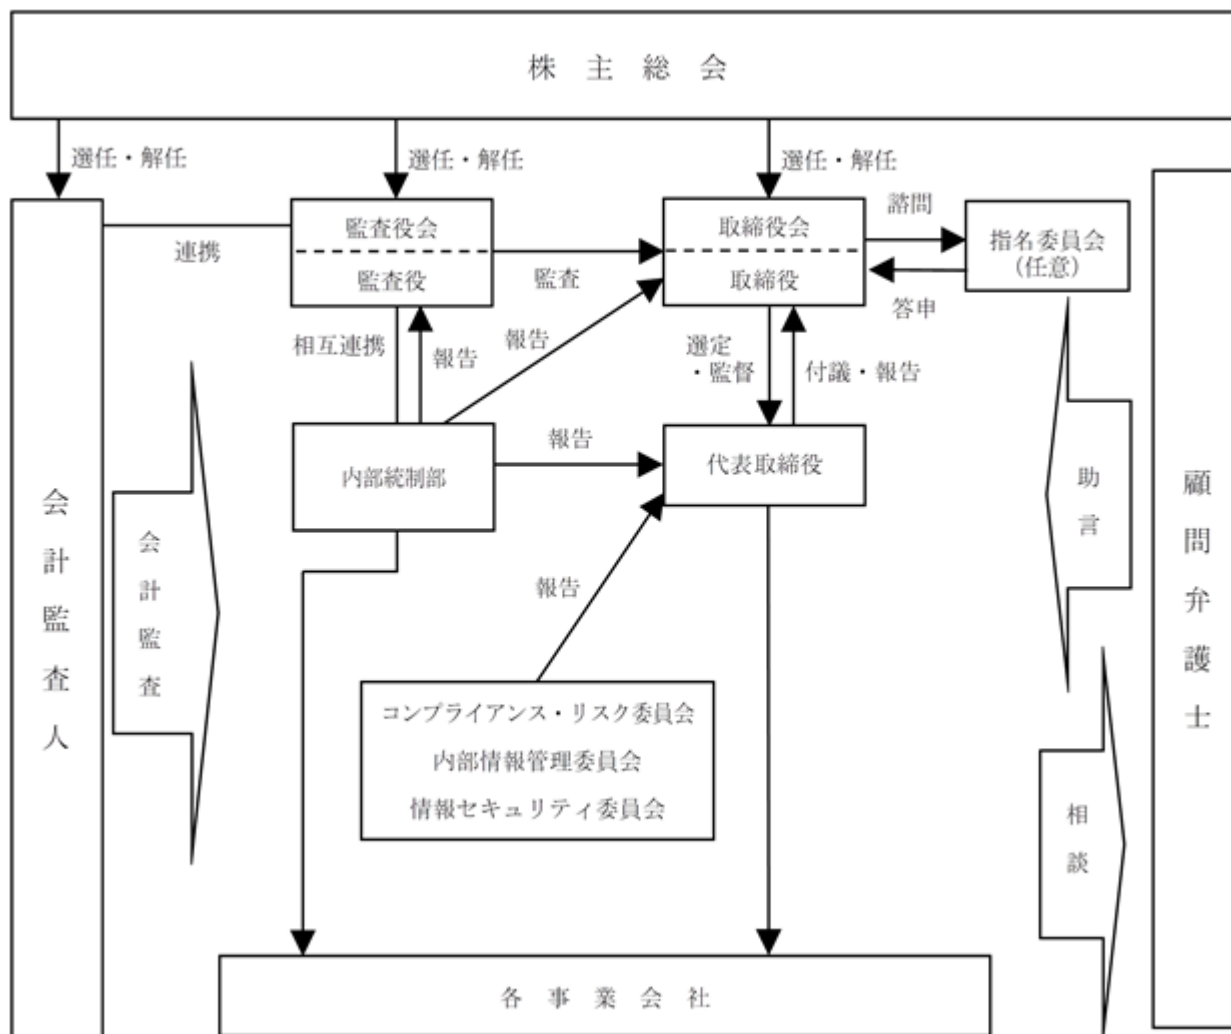 株主総会
選任・解任
選任・解任
選任・解任
会計監査人
連携
監査役会
監査役
監査
取締役会
取締役
諮問
答申
指名委員会
(任意)
相互連携
報告
報告
選定
・監督
付議・報告
内部統制部
報告
代表取締役
会計監査
報告
コンプライアンス・リスク委員会
内部情報管理委員会
情報セキュリティ委員会
助言
相談
顧問弁護士
各事業会社